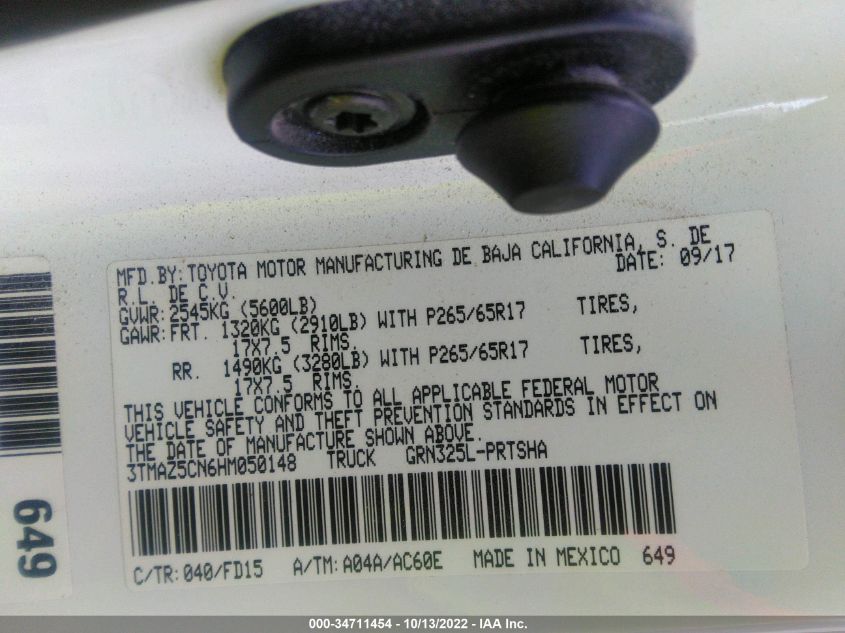 MFD.BY: TOYOTA MOTOR MANUFACTURING DE BAJA CALIFORNIA, S. DE
R.L. DE C.V. DATE: 09/17
GVWR: 2545KG (5600LB)
GAWR: FRT. 1320KG (2910LB) WITH P265/65R17 TIRES,
17X7.5 RIMS.
RR. 1490KG (3280LB) WITH P265/65R17 TIRES,
17X7.5 RIMS.
THIS VEHICLE CONFORMS TO ALL APPLICABLE FEDERAL MOTOR
VEHICLE SAFETY AND THEFT PREVENTION STANDARDS IN EFFECT ON
THE DATE OF MANUFACTURE SHOWN ABOVE.
3TMAZ5CN6HM050148 TRUCK GRN325L-PRTSHA
C/TR: 040/FD15 A/TM: A04A/AC60E MADE IN MEXICO 649
649
000-34711454 - 10/13/2022 - IAA Inc.